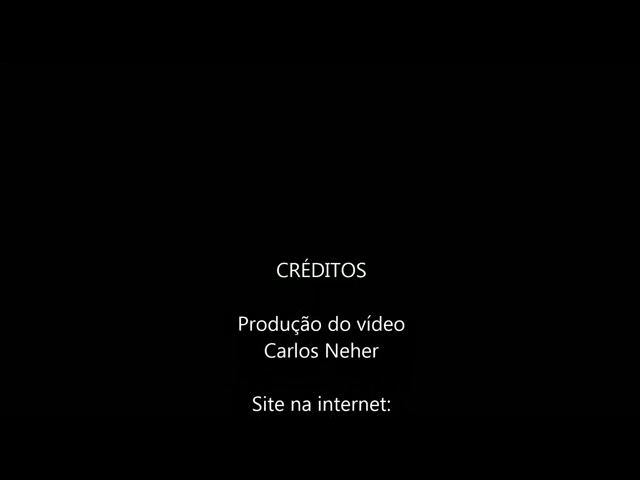 CRÉDITOS
Produção do vídeo
Carlos Neher
Site na internet: